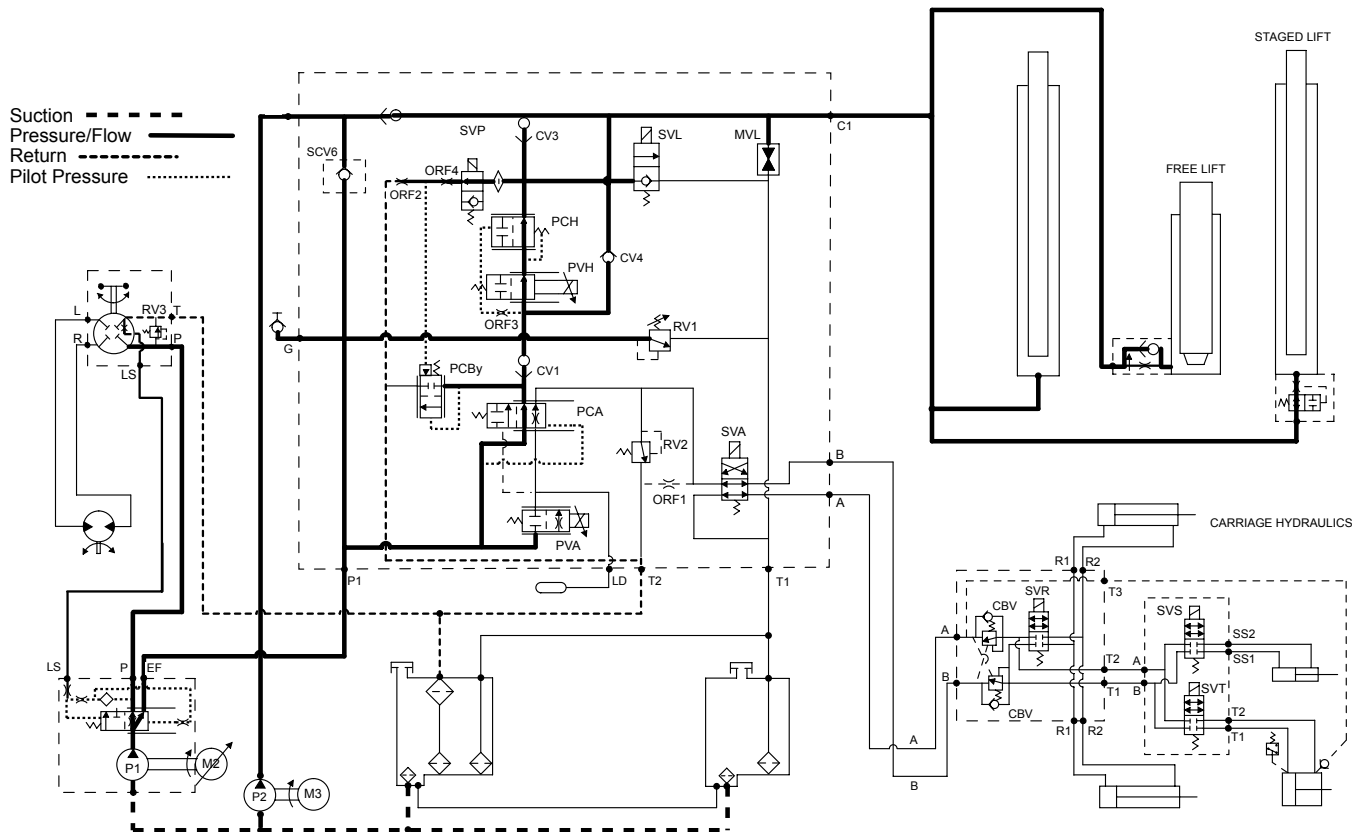 STAGED LIFT
FREE LIFT
Suction
Pressure/Flow
Return
Pilot Pressure
SVP
CV3
SVL
MVL
C1
SCV6
ORF4
ORF2
PCH
CV4
PVH
ORF3
RV1
G
L
RV3
T
R
P
LS
PCBy
CV1
PCA
SVA
RV2
B
ORF1
A
PVA
P1
LD
T2
T1
CARRIAGE HYDRAULICS
R1
R2
T3
CBV
SVR
SVS
A
SS2
SS1
T2
A
B
B
T1
SVT
CBV
T2
T1
R1
R2
LS
P
EF
A
B
P1
M2
P2
M3